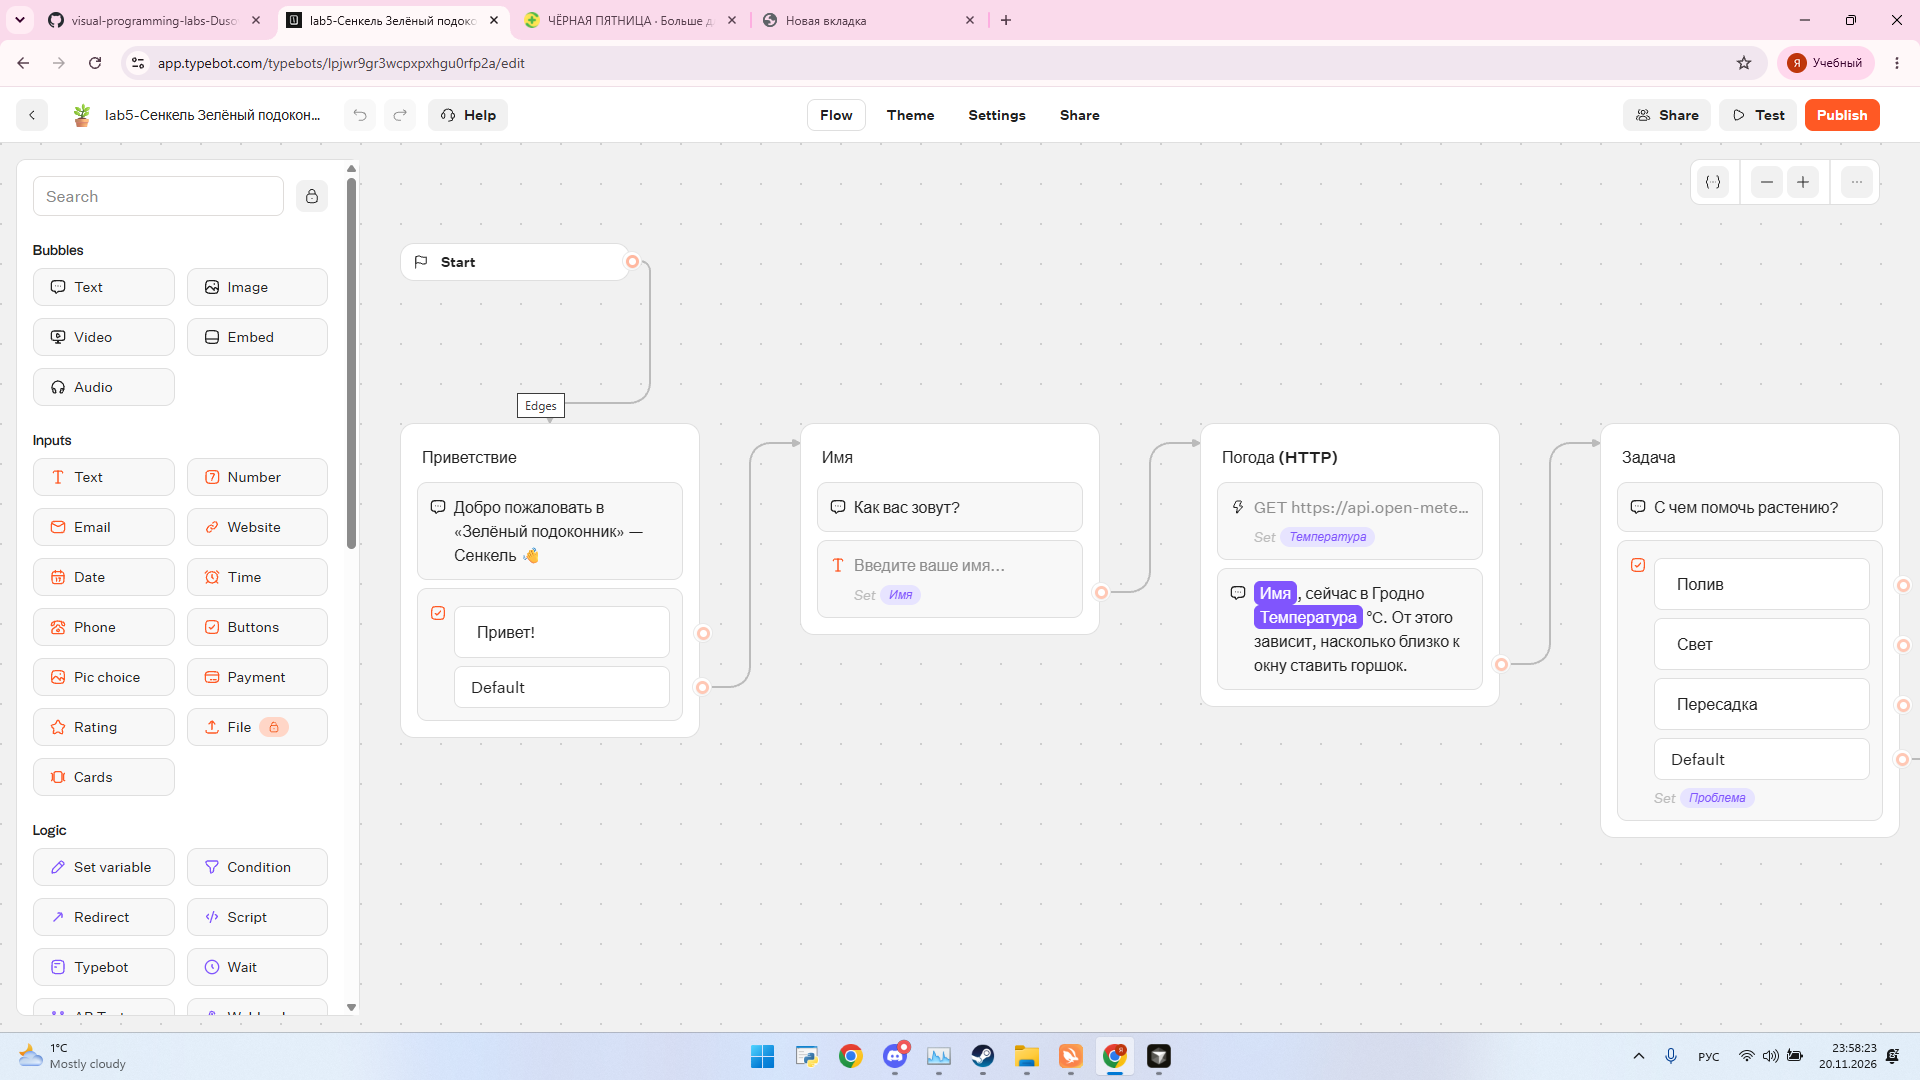 visual-programming-labs-Duso
lab5-Сенкель Зелёный подоко
ЧЁРНАЯ ПЯТНИЦА · Больше д
Новая вкладка
app.typebot.com/typebots/lpjwr9gr3wcpxpxhgu0rfp2a/edit
Я Учебный
lab5-Сенкель Зелёный подокон...
Help
Flow
Theme
Settings
Share
Share
Test
Publish
Search
Bubbles
Text
Image
Video
Embed
Audio
Inputs
Text
Number
Email
Website
Date
Time
Phone
Buttons
Pic choice
Payment
Rating
File
Cards
Logic
Set variable
Condition
Redirect
Script
Typebot
Wait
Start
Edges
Приветствие
Добро пожаловать в
«Зелёный подоконник» —
Сенкель 👋
Привет!
Default
Имя
Как вас зовут?
Введите ваше имя...
Set Имя
Погода (HTTP)
GET https://api.open-mete...
Set Температура
Имя, сейчас в Гродно
Температура °C. От этого
зависит, насколько близко к
окну ставить горшок.
Задача
С чем помочь растению?
Полив
Свет
Пересадка
Default
Set Проблема
1°C
Mostly cloudy
РУС
23:58:23
20.11.2026